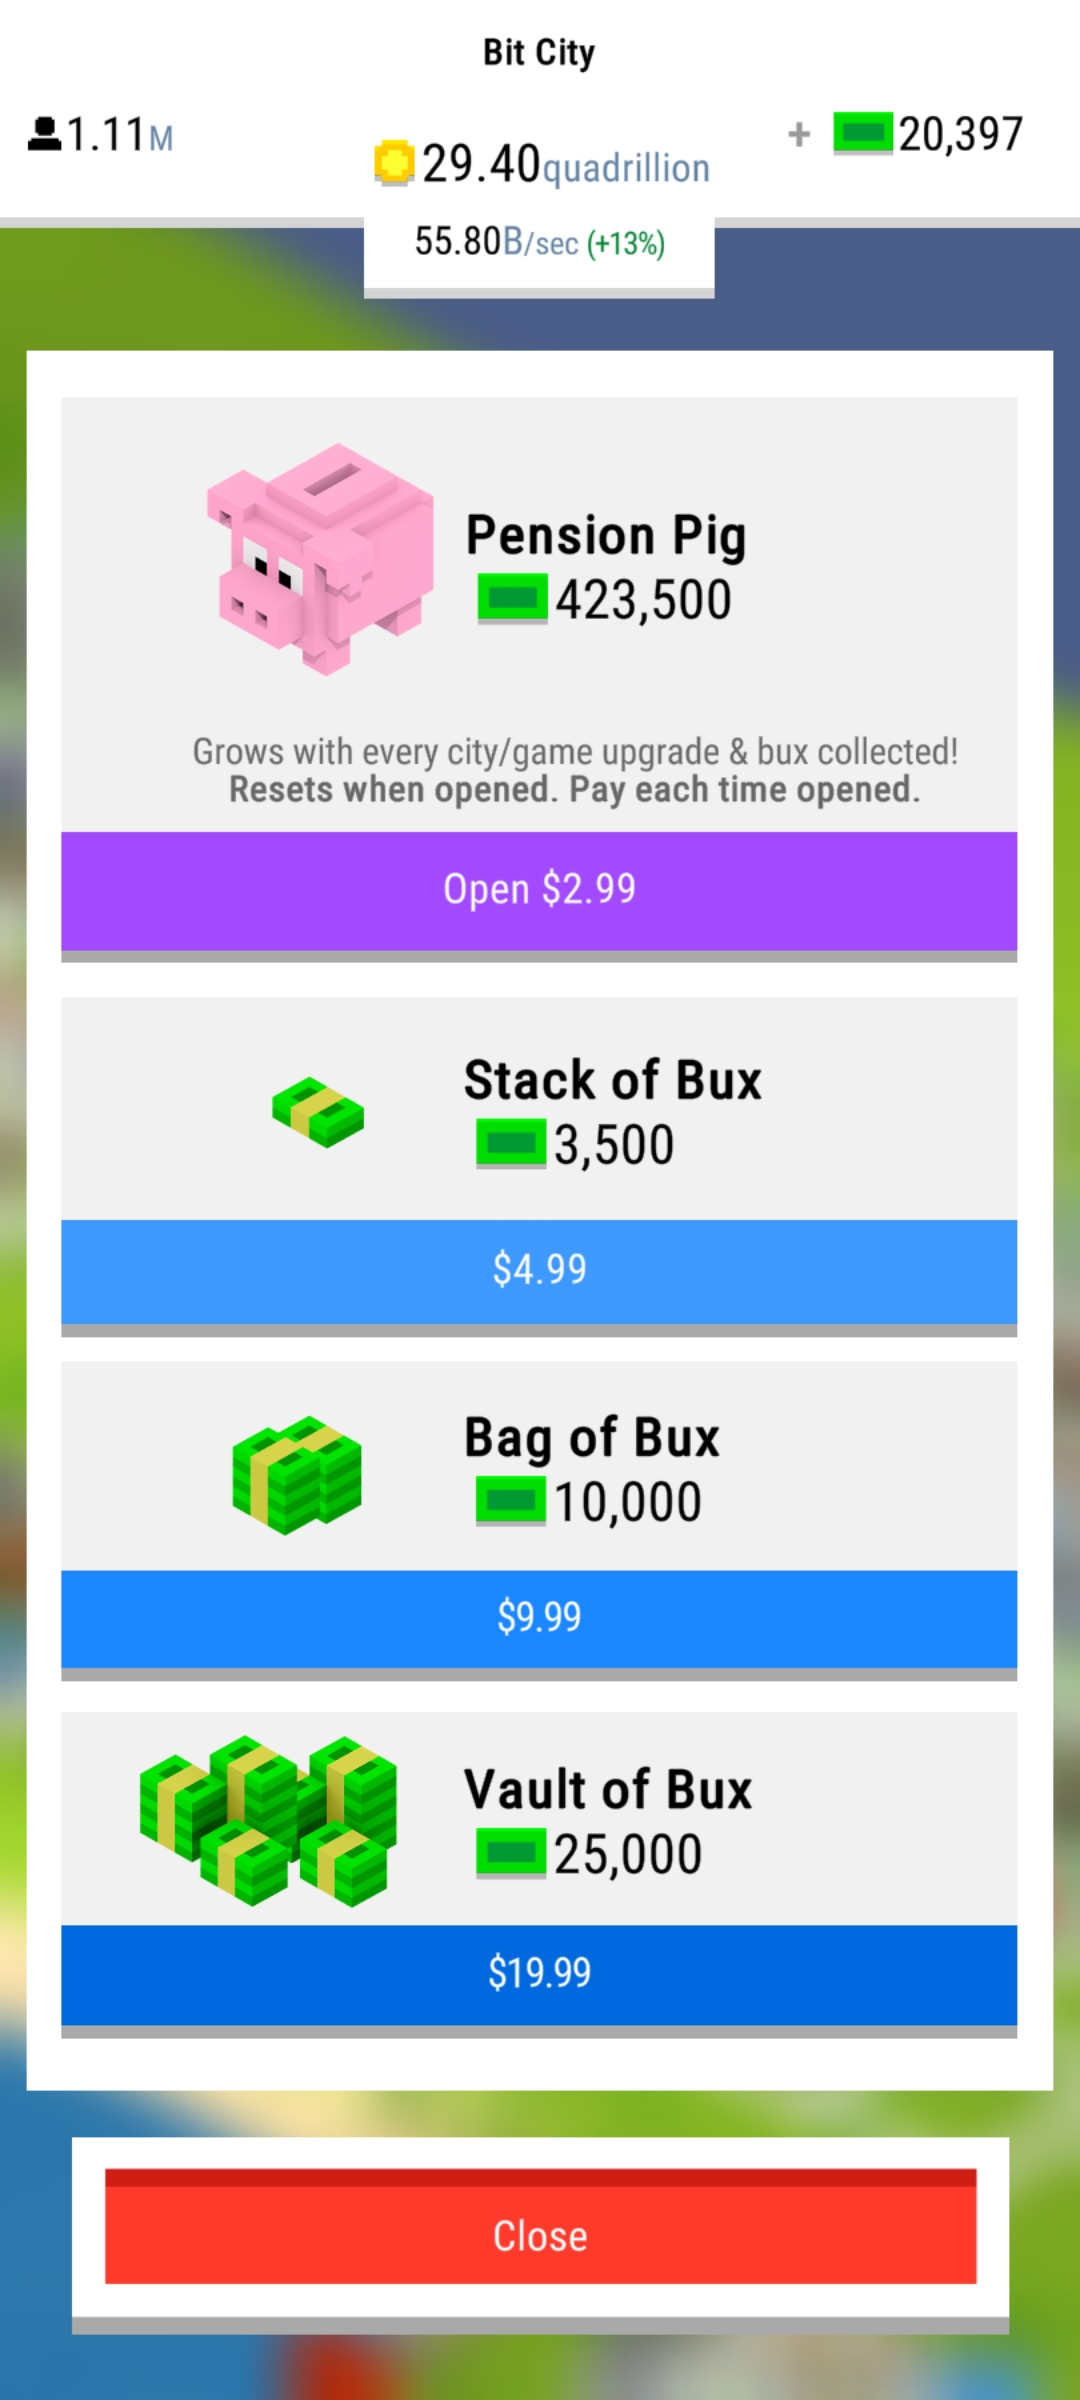 Bit City
1.11M
29.40quadrillion
+ 20,397
55.80B/sec (+13%)
Pension Pig
423,500
Grows with every city/game upgrade & bux collected!
Resets when opened. Pay each time opened.
Open $2.99
Stack of Bux
3,500
$4.99
Bag of Bux
10,000
$9.99
Vault of Bux
25,000
$19.99
Close